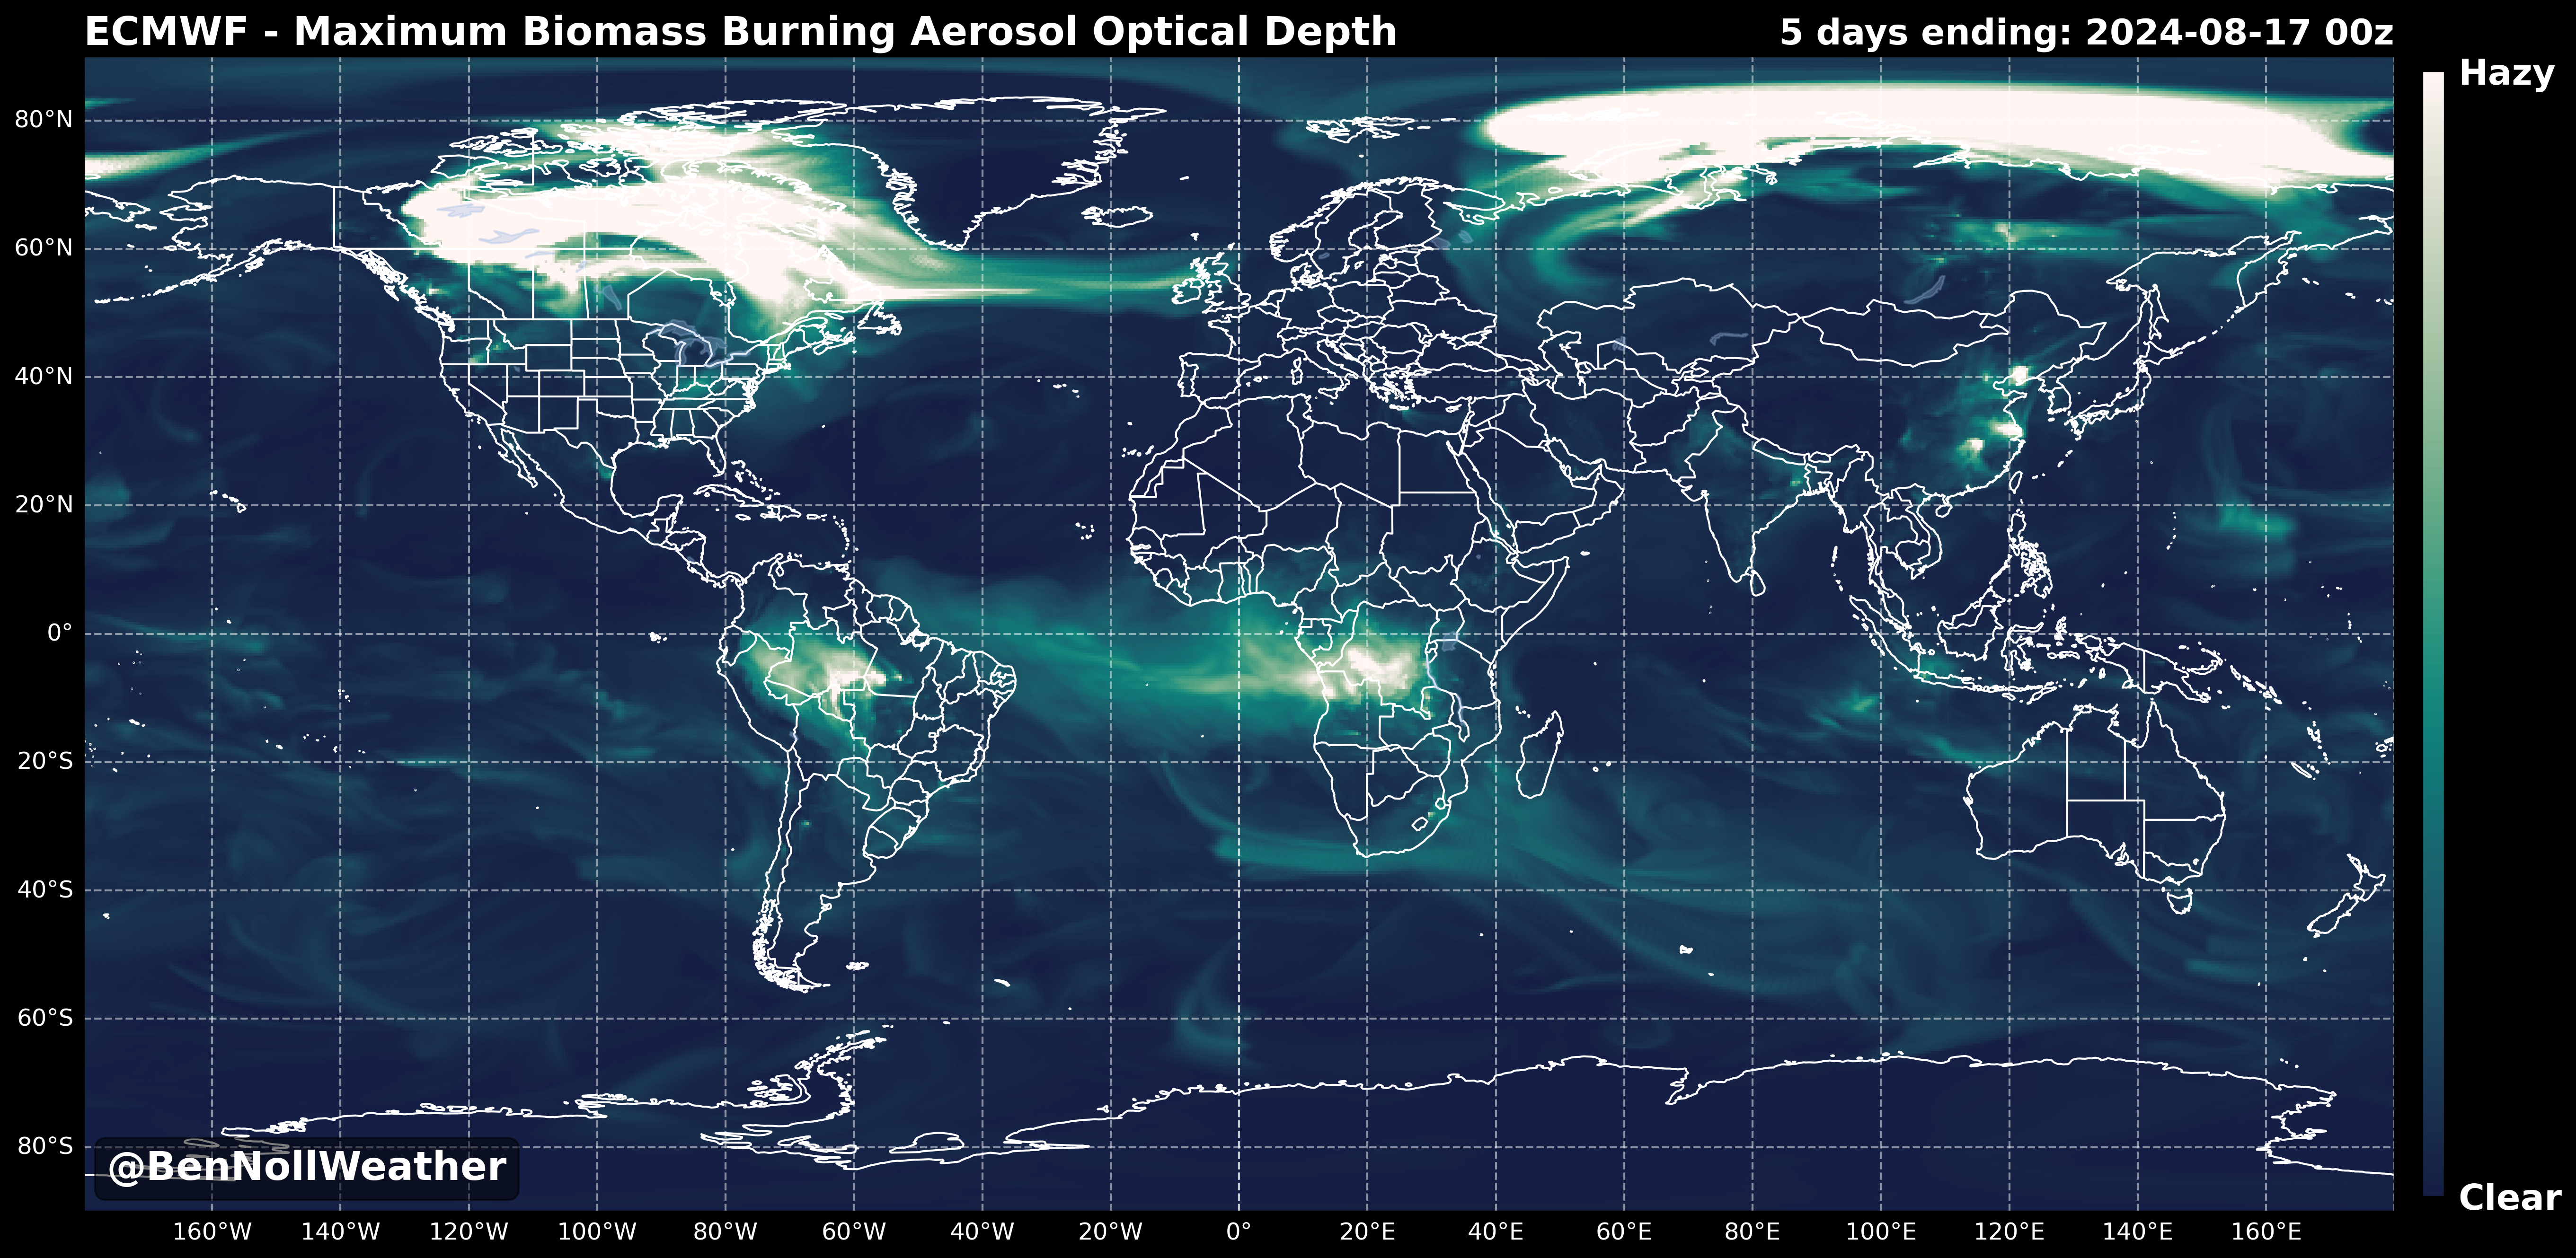 ECMWF - Maximum Biomass Burning Aerosol Optical Depth
5 days ending: 2024-08-17 00z
Hazy
80°N
60°N
40°N
20°N
0°
20°S
40°S
60°S
80°S
@BenNollWeather
Clear
160°W 140°W 120°W 100°W 80°W 60°W 40°W 20°W 0° 20°E 40°E 60°E 80°E 100°E 120°E 140°E 160°E